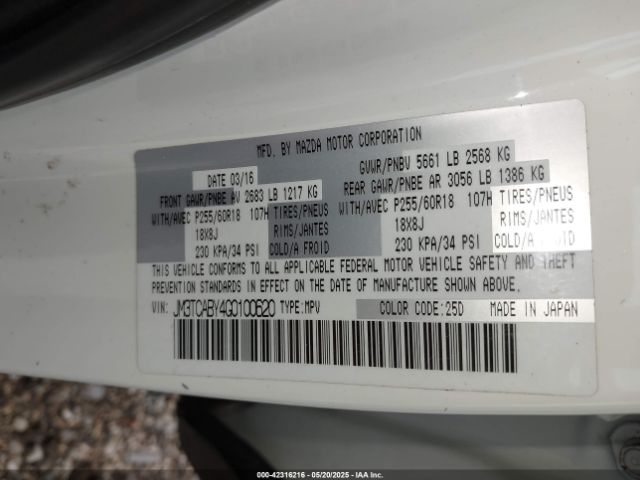 MFD. BY MAZDA MOTOR CORPORATION
DATE 03/16 GVWR/PNBV 5661 LB 2568 KG
FRONT GAWR/PNBE AV 2683 LB 1217 KG REAR GAWR/PNBE AR 3056 LB 1386 KG
WITH/AVEC P255/60R18 107H TIRES/PNEUS WITH/AVEC P255/60R18 107H TIRES/PNEUS
18X8J RIMS/JANTES 18X8J RIMS/JANTES
230 KPA/34 PSI COLD/A FROID 230 KPA/34 PSI COLD/A FROID
THIS VEHICLE CONFORMS TO ALL APPLICABLE FEDERAL MOTOR VEHICLE SAFETY AND THEFT
PREVENTION STANDARDS IN EFFECT ON THE DATE OF MANUFACTURE SHOWN ABOVE.
VIN: JM3TCABY4G0100620 TYPE:MPV COLOR CODE:25D MADE IN JAPAN
000-42316216 — 05/20/2025 — IAA Inc.